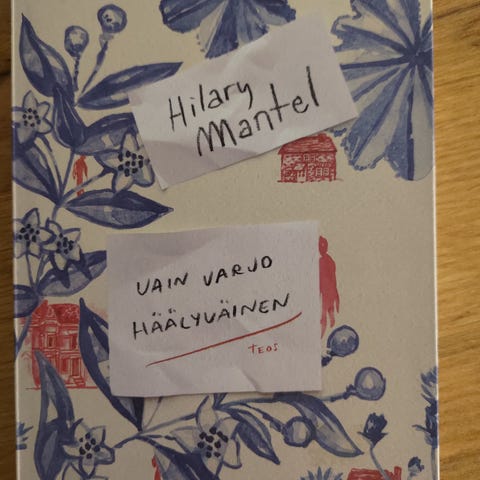 Hilary
Mantel
VAIN VARJO
HÄÄLYVÄINEN
TEOS